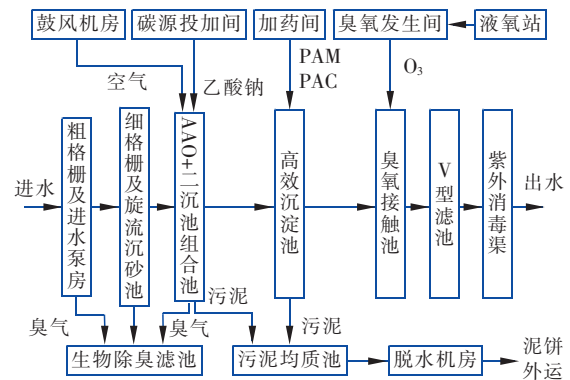 鼓风机房
碳源投加间
加药间
臭氧发生间
液氧站
空气
乙酸钠
PAM
PAC
O₃
进水
粗格栅及进水泵房
细格栅及旋流沉砂池
AAO+二沉池组合池
高效沉淀池
臭氧接触池
V型滤池
紫外消毒渠
出水
臭气
臭气
污泥
污泥
生物除臭滤池
污泥均质池
脱水机房
泥饼
外运